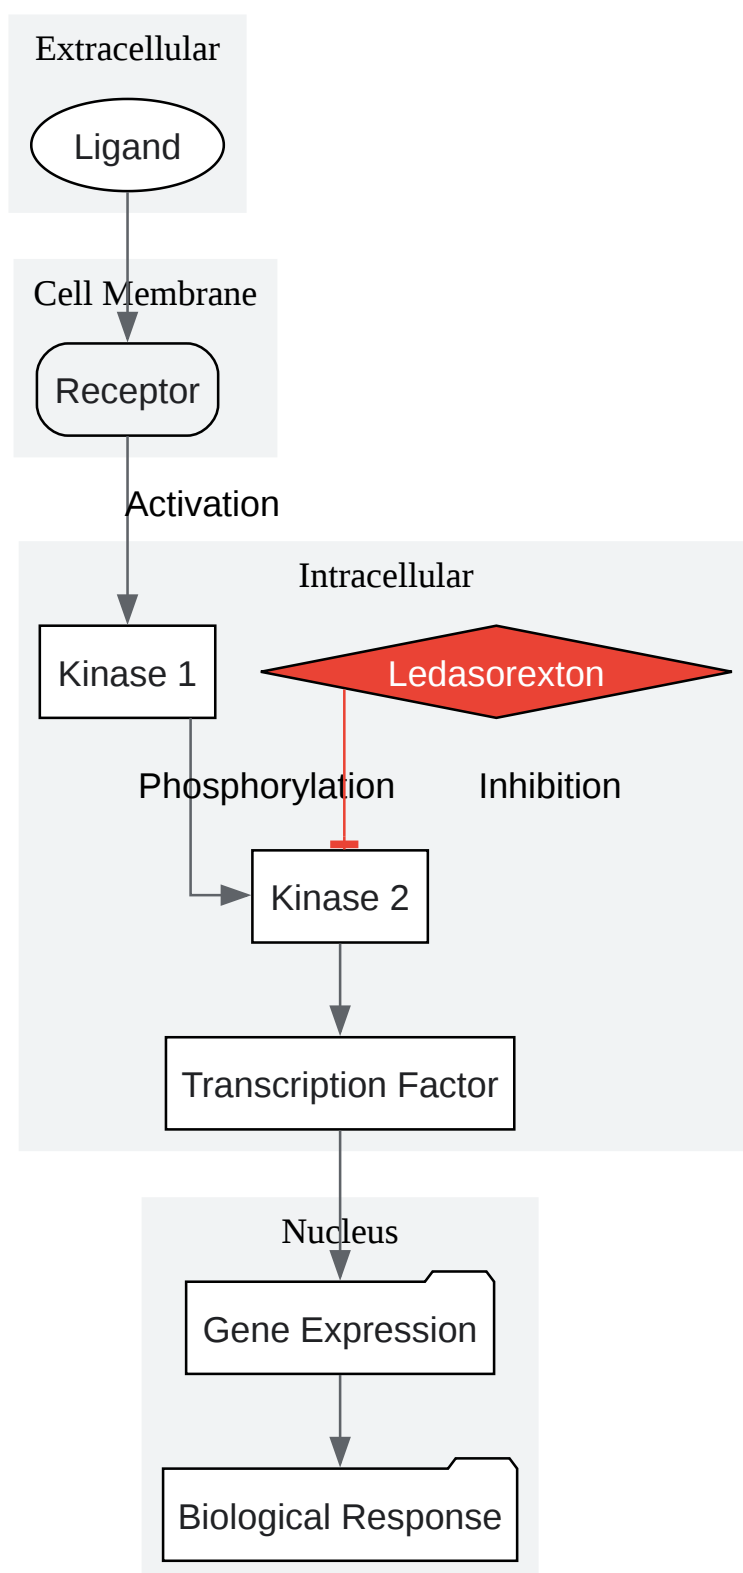 Extracellular
Ligand
Cell Membrane
Receptor
Activation
Intracellular
Kinase 1
Ledasorexton
Phosphorylation
Inhibition
Kinase 2
Transcription Factor
Nucleus
Gene Expression
Biological Response